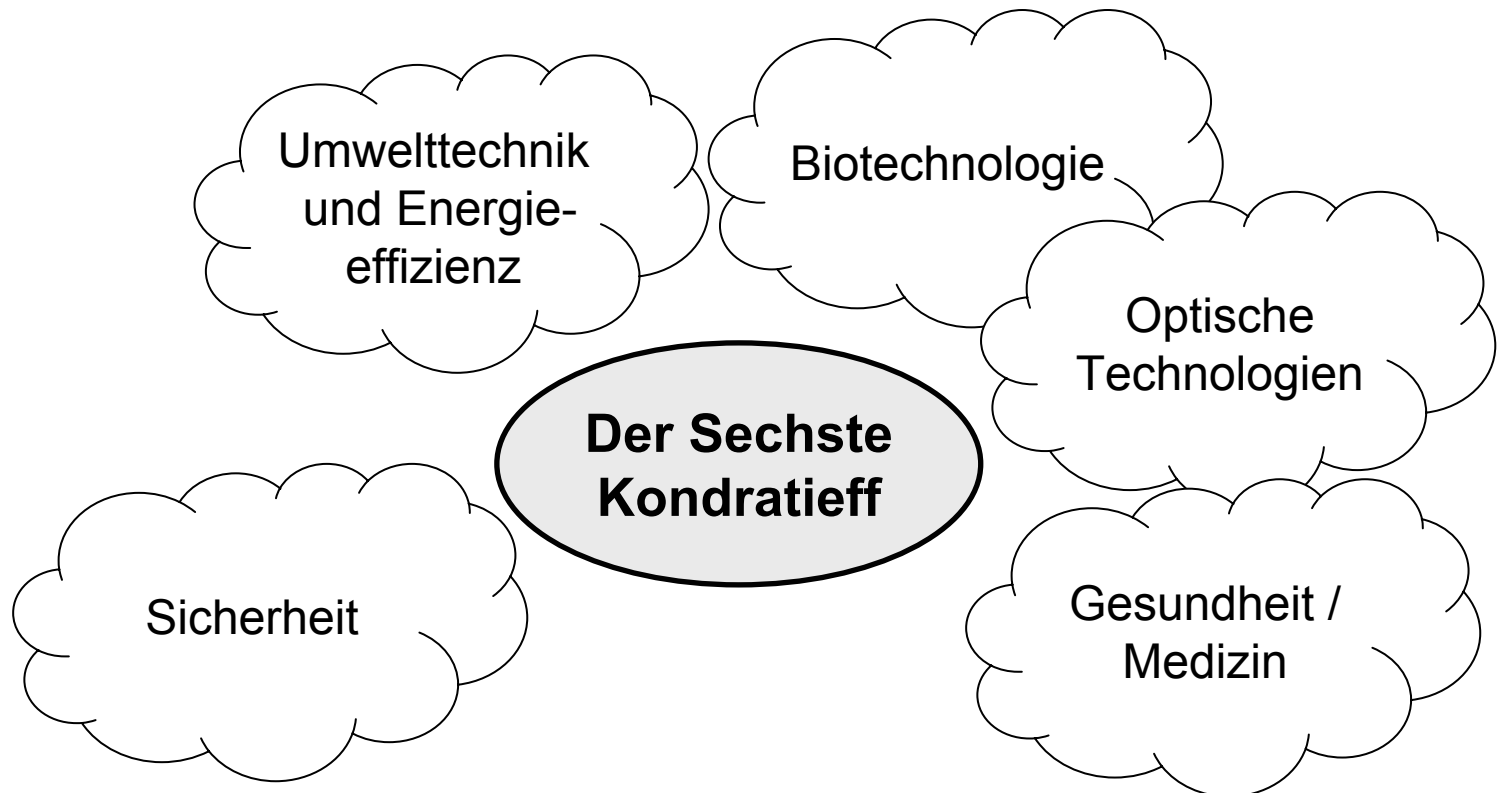 Umwelttechnik
und Energie-
effizienz
Biotechnologie
Optische
Technologien
Der Sechste
Kondratieff
Sicherheit
Gesundheit /
Medizin